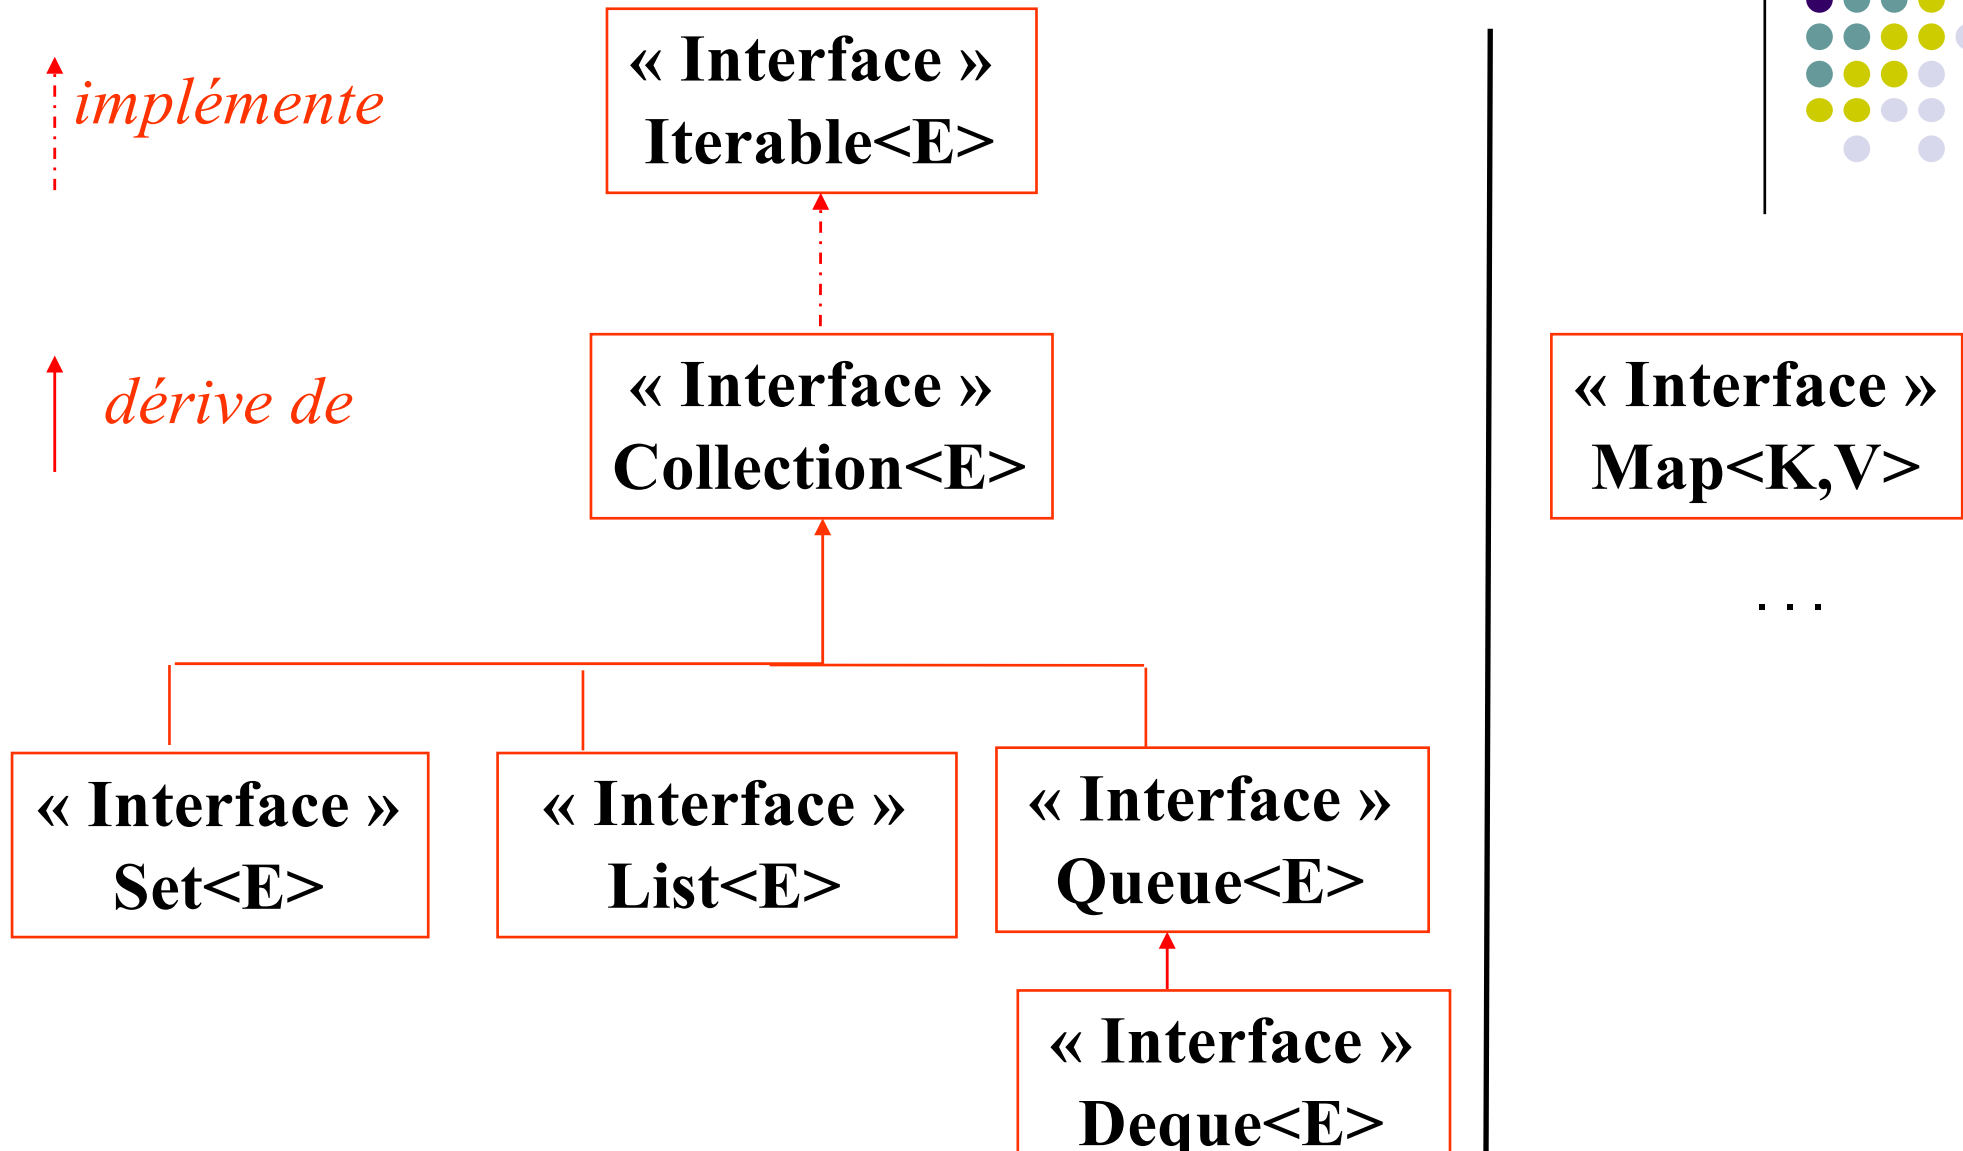 implémente
« Interface »
Iterable<E>
dérive de
« Interface »
Collection<E>
« Interface »
Map<K,V>
. . .
« Interface »
Set<E>
« Interface »
List<E>
« Interface »
Queue<E>
« Interface »
Deque<E>